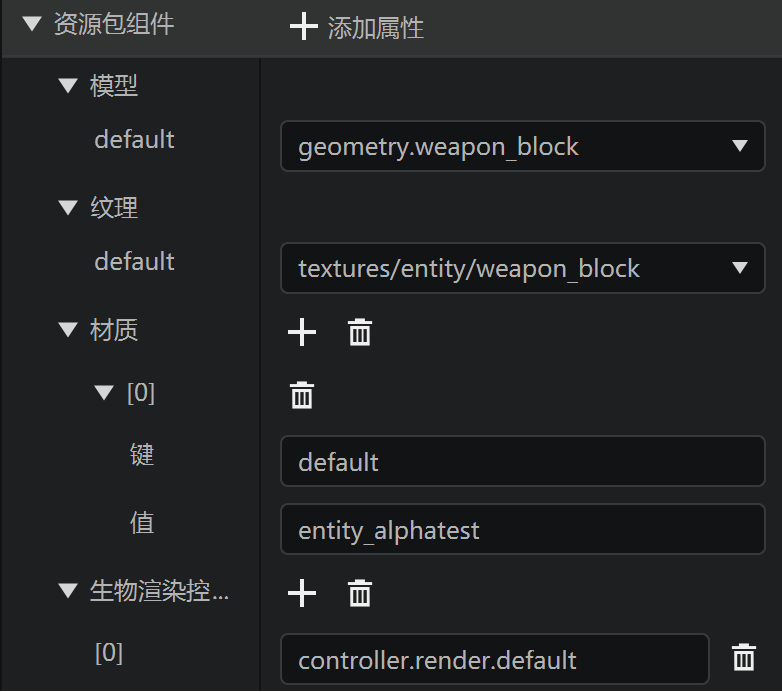 资源包组件 添加属性
模型
default geometry.weapon_block
纹理
default textures/entity/weapon_block
材质
[0]
键 default
值 entity_alphatest
生物渲染控...
[0] controller.render.default